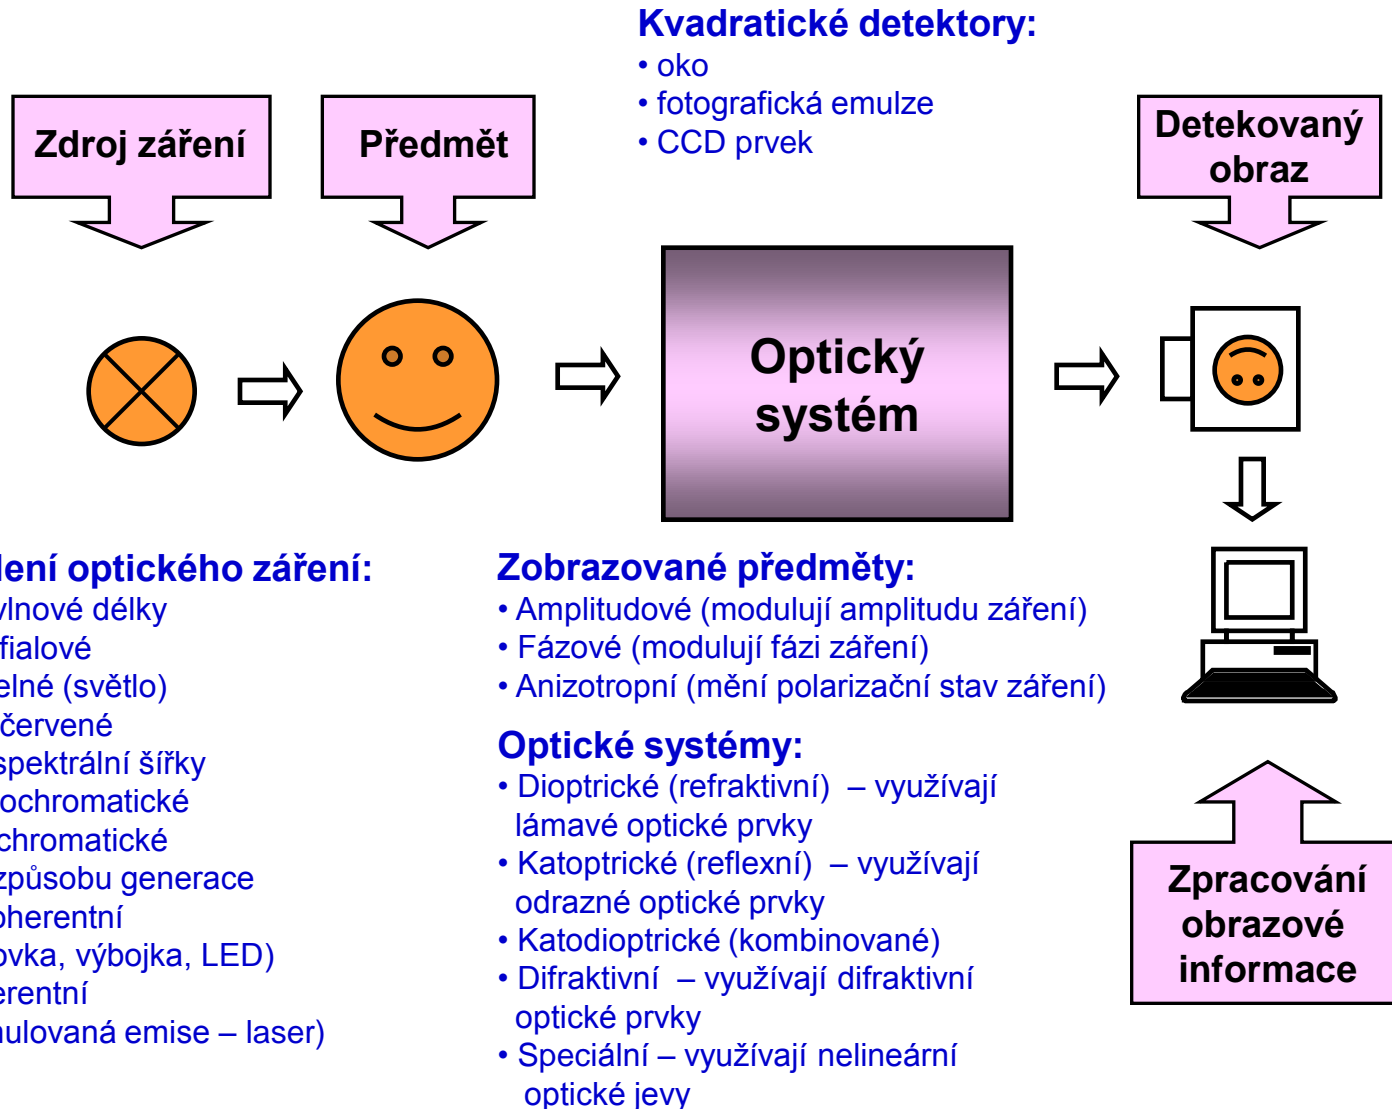 Kvadratické detektory:
• oko
• fotografická emulze
• CCD prvek
Zdroj záření
Předmět
Detekovaný
obraz
Optický
systém
lení optického záření:
vlnové délky
fialové
elné (světlo)
červené
spektrální šířky
ochromatické
chromatické
způsobu generace
oherentní
ovka, výbojka, LED)
erentní
nulovaná emise – laser)
Zobrazované předměty:
• Amplitudové (modulují amplitudu záření)
• Fázové (modulují fázi záření)
• Anizotropní (mění polarizační stav záření)
Optické systémy:
• Dioptrické (refraktivní) – využívají
lámavé optické prvky
• Katoptrické (reflexní) – využívají
odrazné optické prvky
• Katodioptrické (kombinované)
• Difraktivní – využívají difraktivní
optické prvky
• Speciální – využívají nelineární
optické jevy
Zpracování
obrazové
informace